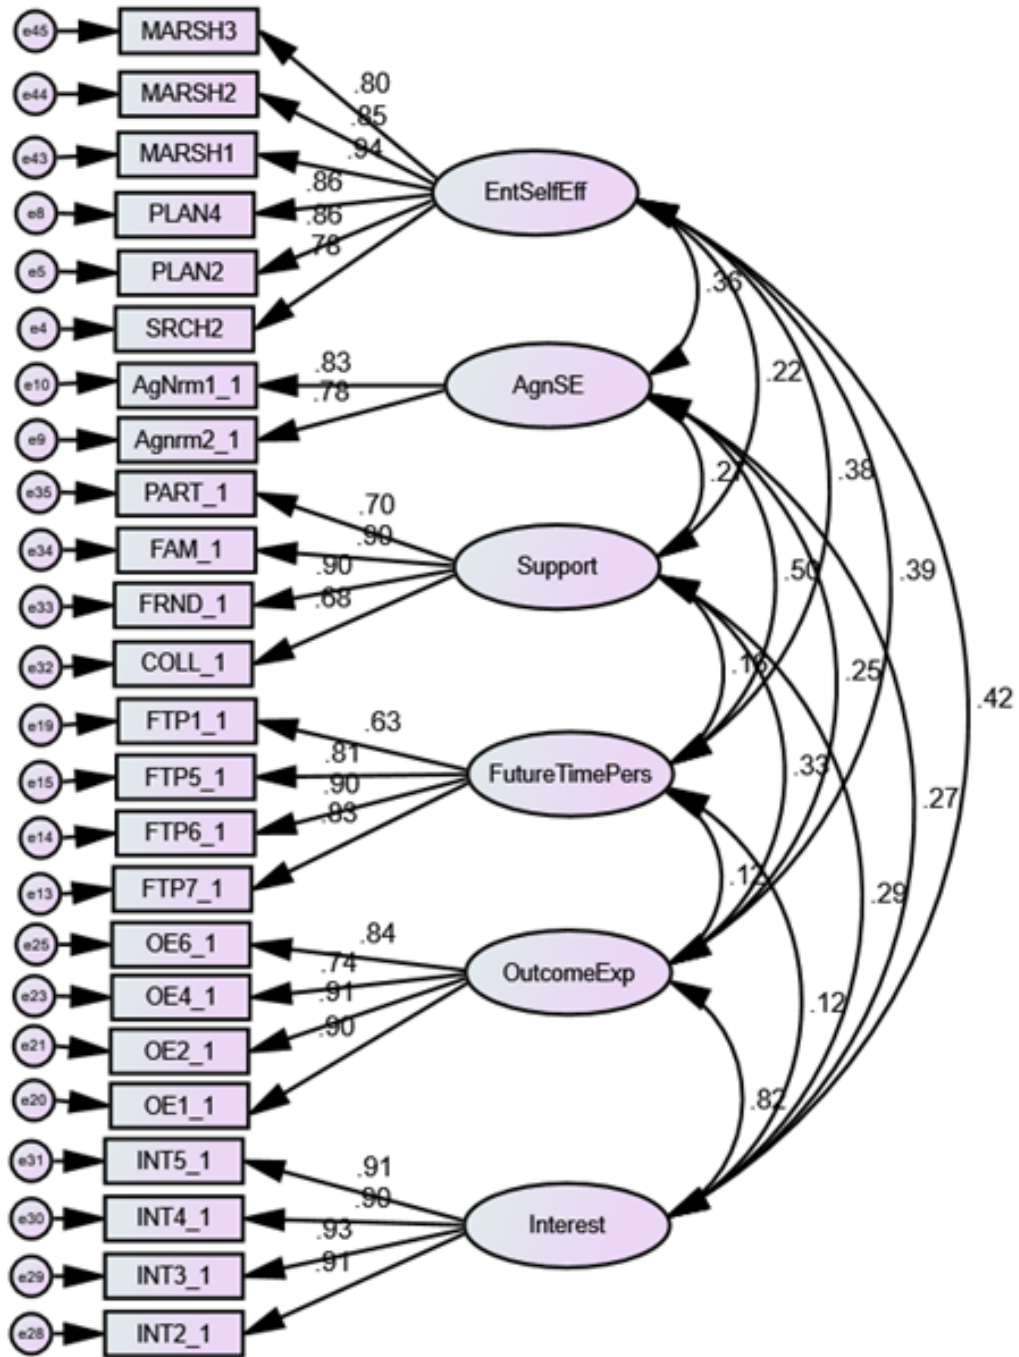 e45 MARSH3
.80
e44 MARSH2
.85
e43 MARSH1
.94
EntSelfEff
.86
e8 PLAN4
.86
e5 PLAN2
.78
e4 SRCH2
.36
.22
e10 AgNrm1_1
.83
AgnSE
.78
e9 Agnrm2_1
.38
e35 PART_1
.70
e34 FAM_1
.90
Support
.90
.50
.39
e33 FRND_1
.68
e32 COLL_1
.25
.42
e19 FTP1_1
.63
e15 FTP5_1
.81
FutureTimePers
.33
.90
.27
e14 FTP6_1
.83
e13 FTP7_1
.29
e25 OE6_1
.84
.74
OutcomeExp
e23 OE4_1
.91
.12
e21 OE2_1
.90
e20 OE1_1
.82
e31 INT5_1
.91
.90
e30 INT4_1
Interest
.93
e29 INT3_1
.91
e28 INT2_1